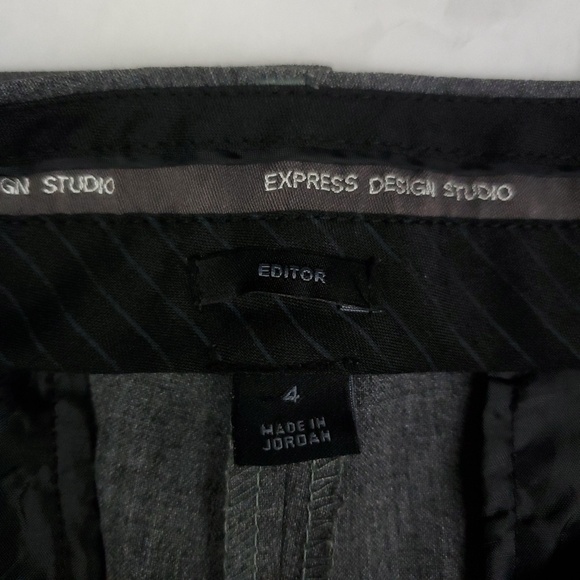 GN STUDIO EXPRESS DESIGN STUDIO
EDITOR
4
MADE IN
JORDAN